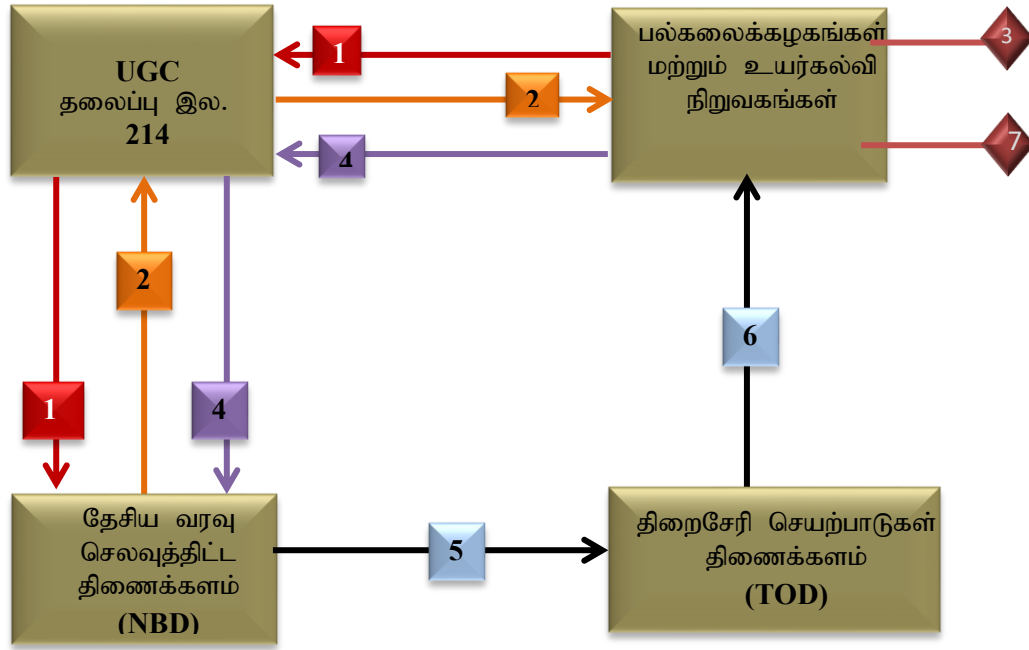 UGC
தலைப்பு இல.
214
1
2
4
பல்கலைக்கழகங்கள்
மற்றும் உயர்கல்வி
நிறுவகங்கள்
3
7
2
6
1
4
தேசிய வரவு
செலவுத்திட்ட
திணைக்களம்
(NBD)
5
திறைசேரி செயற்பாடுகள்
திணைக்களம்
(TOD)